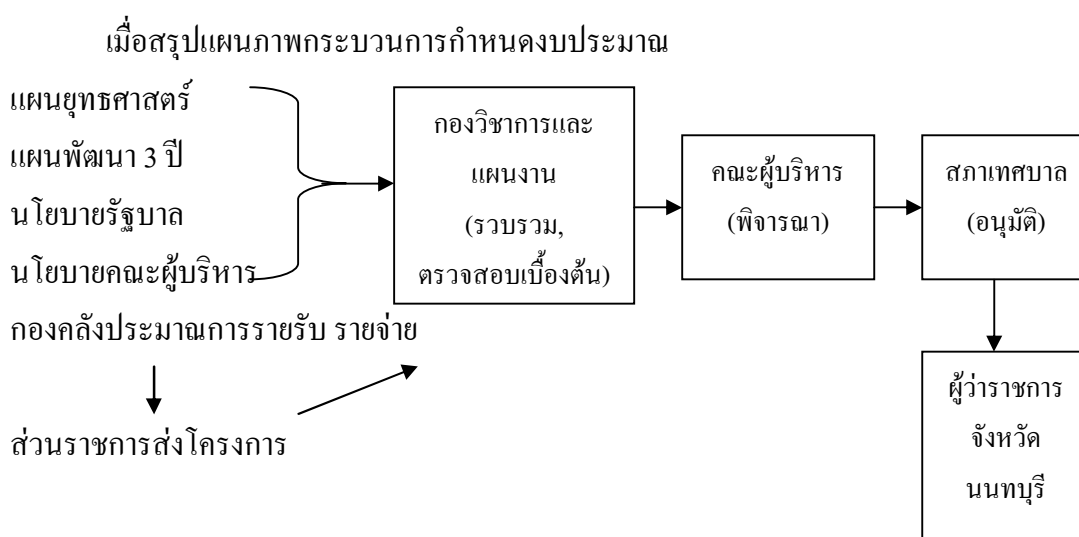 เมื่อสรุปแผนภาพกระบวนการกำหนดงบประมาณ
แผนยุทธศาสตร์
แผนพัฒนา 3 ปี
นโยบายรัฐบาล
นโยบายคณะผู้บริหาร
กองคลังประมาณการรายรับ รายจ่าย
ส่วนราชการส่งโครงการ
กองวิชาการและ
แผนงาน
(รวบรวม,
ตรวจสอบเบื้องต้น)
คณะผู้บริหาร
(พิจารณา)
สภาเทศบาล
(อนุมัติ)
ผู้ว่าราชการ
จังหวัด
นนทบุรี